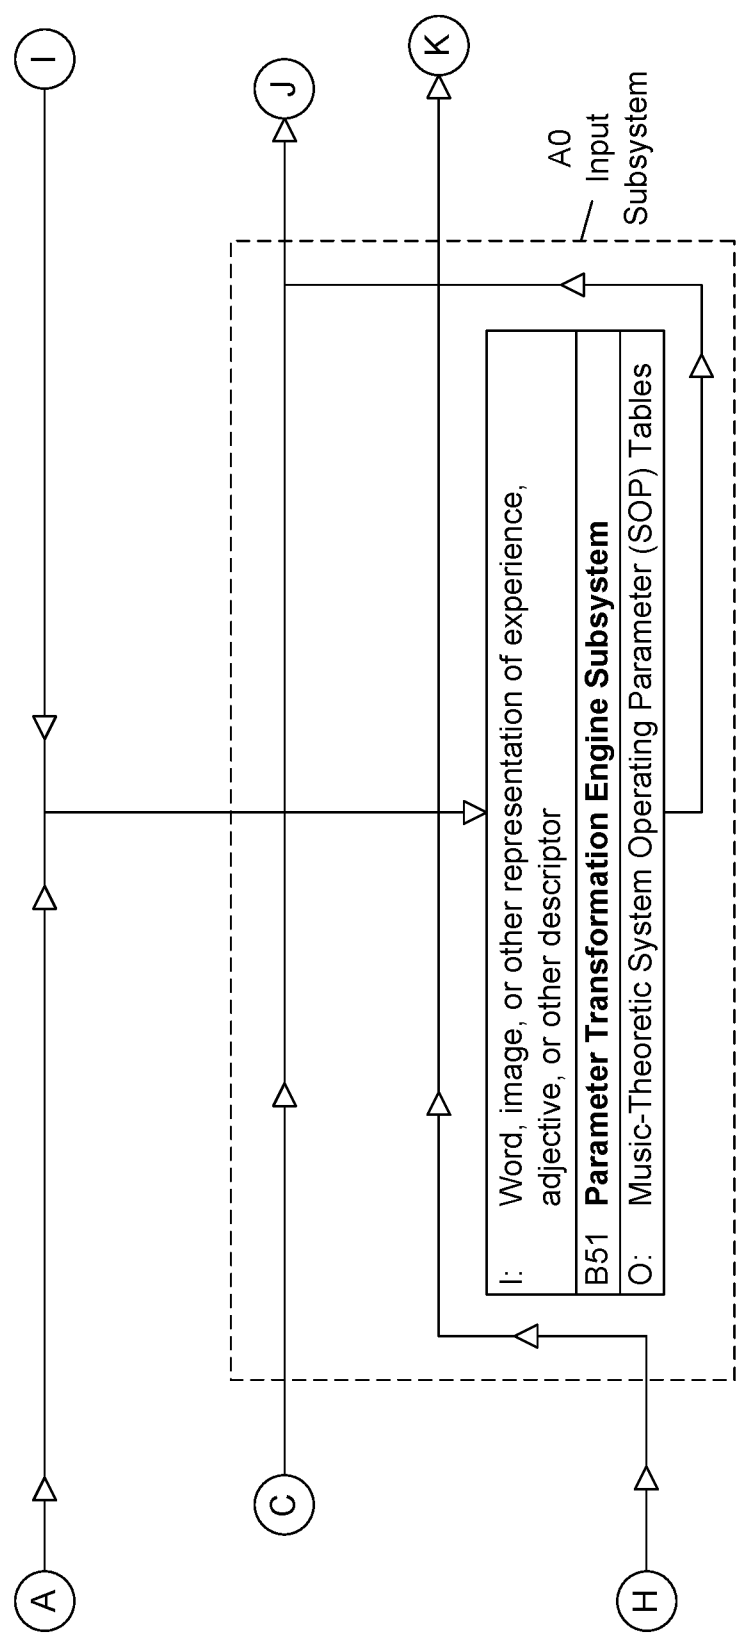 A
I
C
J
H
K
A0
Input
Subsystem
I: Word, image, or other representation of experience,
adjective, or other descriptor
B51 Parameter Transformation Engine Subsystem
O: Music-Theoretic System Operating Parameter (SOP) Tables